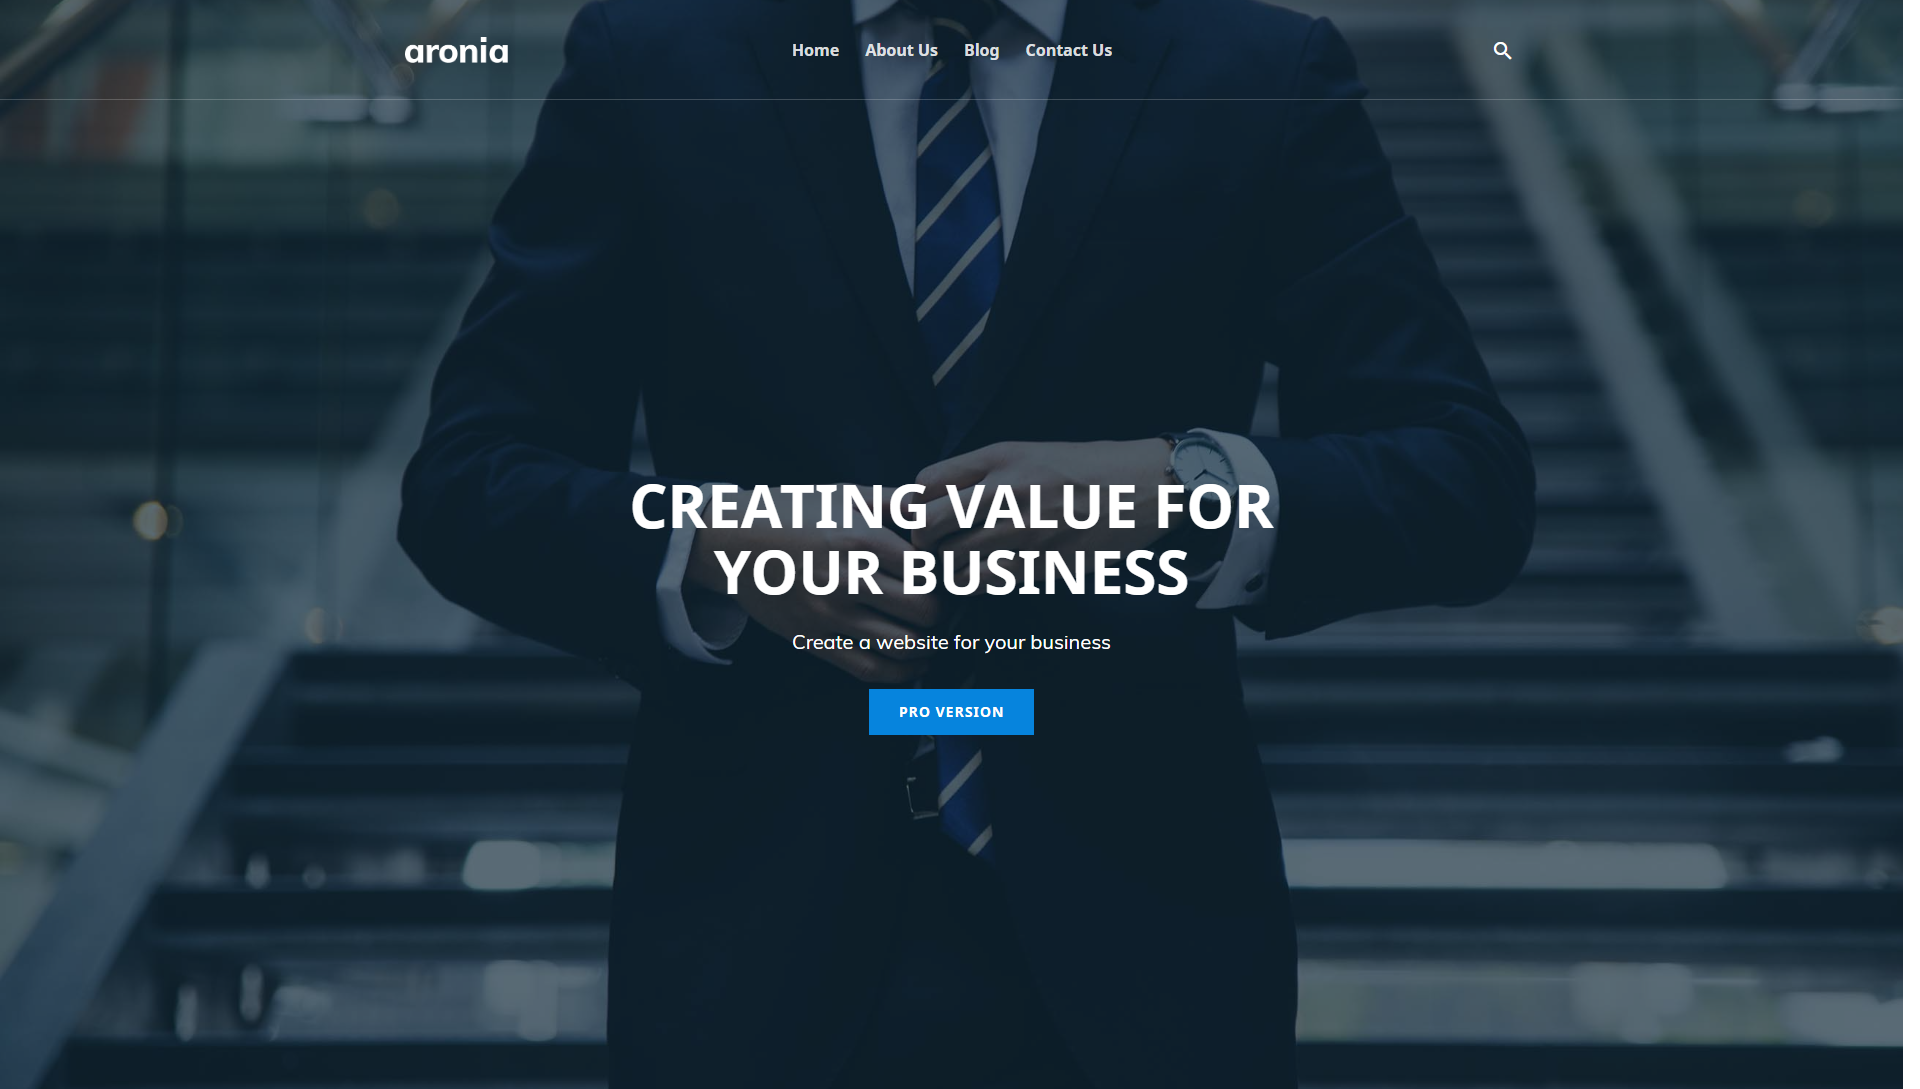 aronia
Home
About Us
Blog
Contact Us
CREATING VALUE FOR
YOUR BUSINESS
Create a website for your business
PRO VERSION